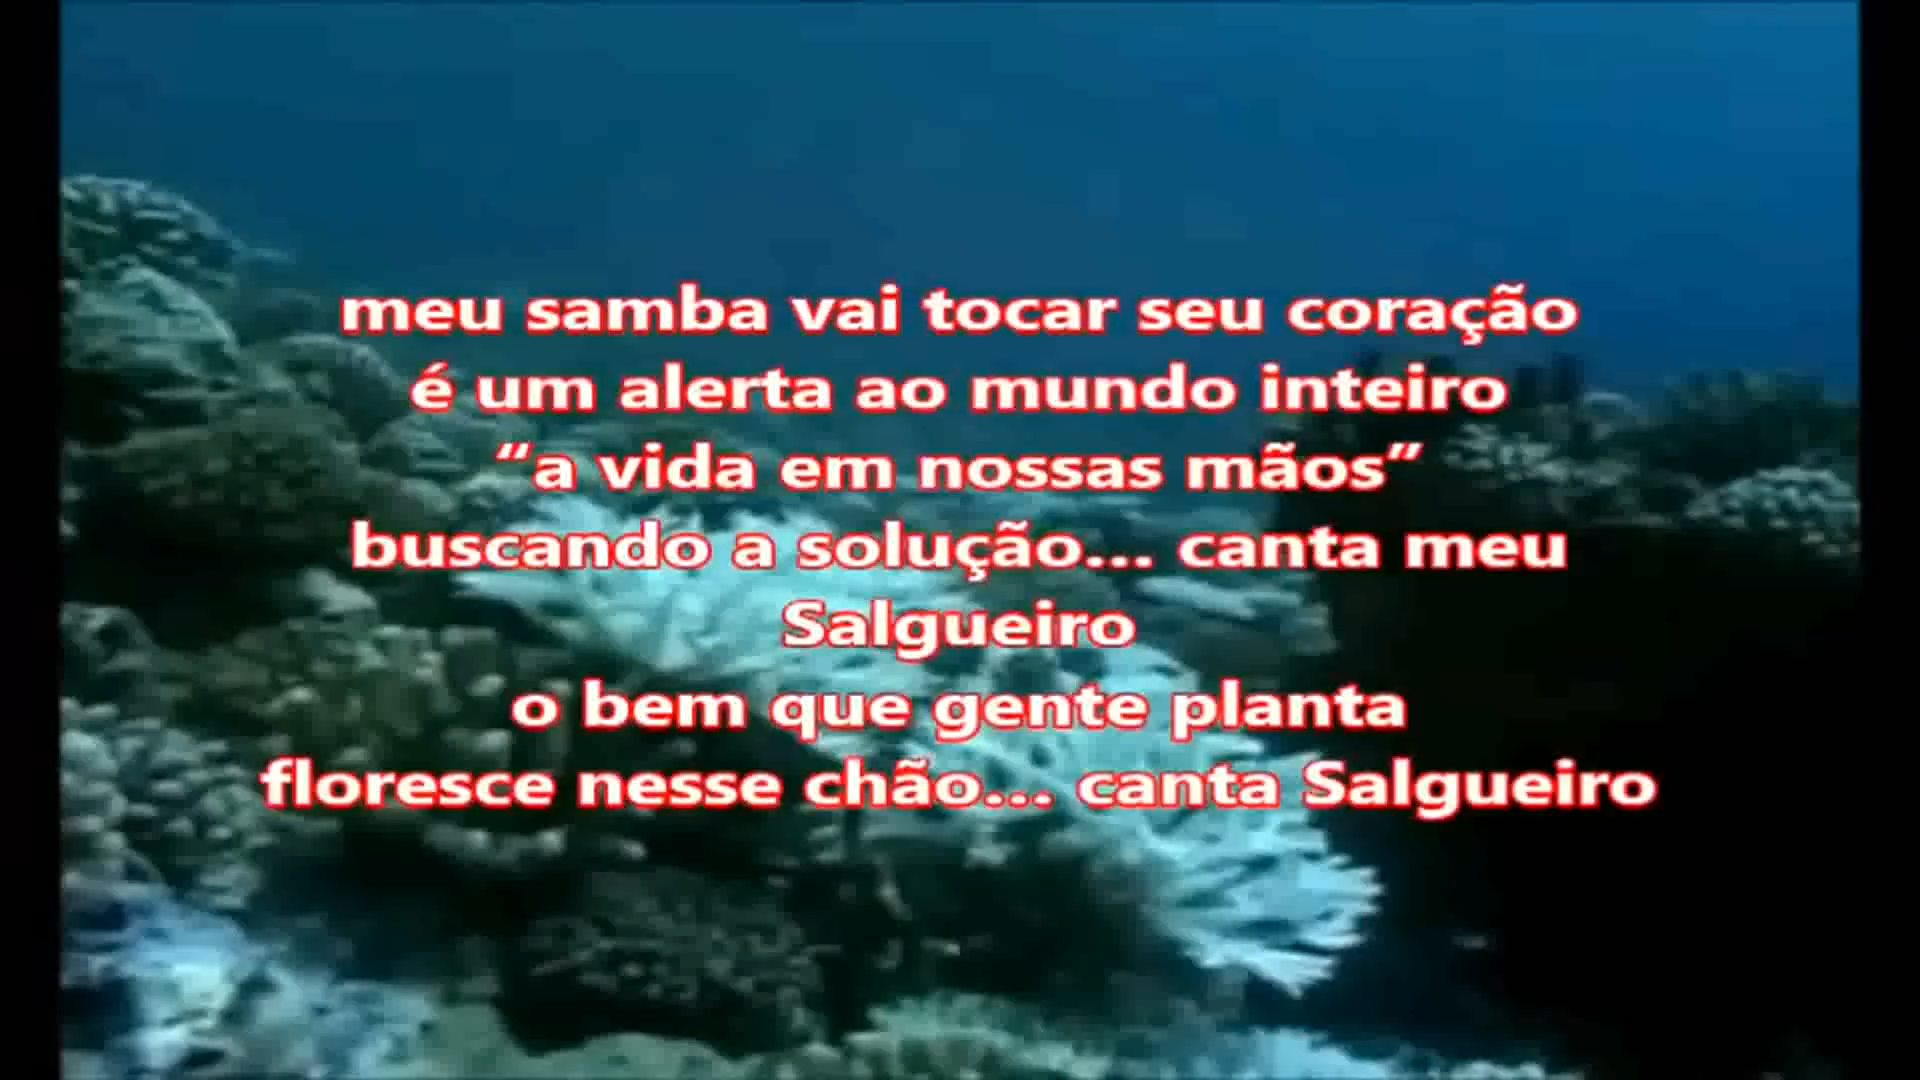 meu samba vai tocar seu coração
é um alerta ao mundo inteiro
“a vida em nossas mãos”
buscando a solução... canta meu
Salgueiro
o bem que gente planta
floresce nesse chão... canta Salgueiro